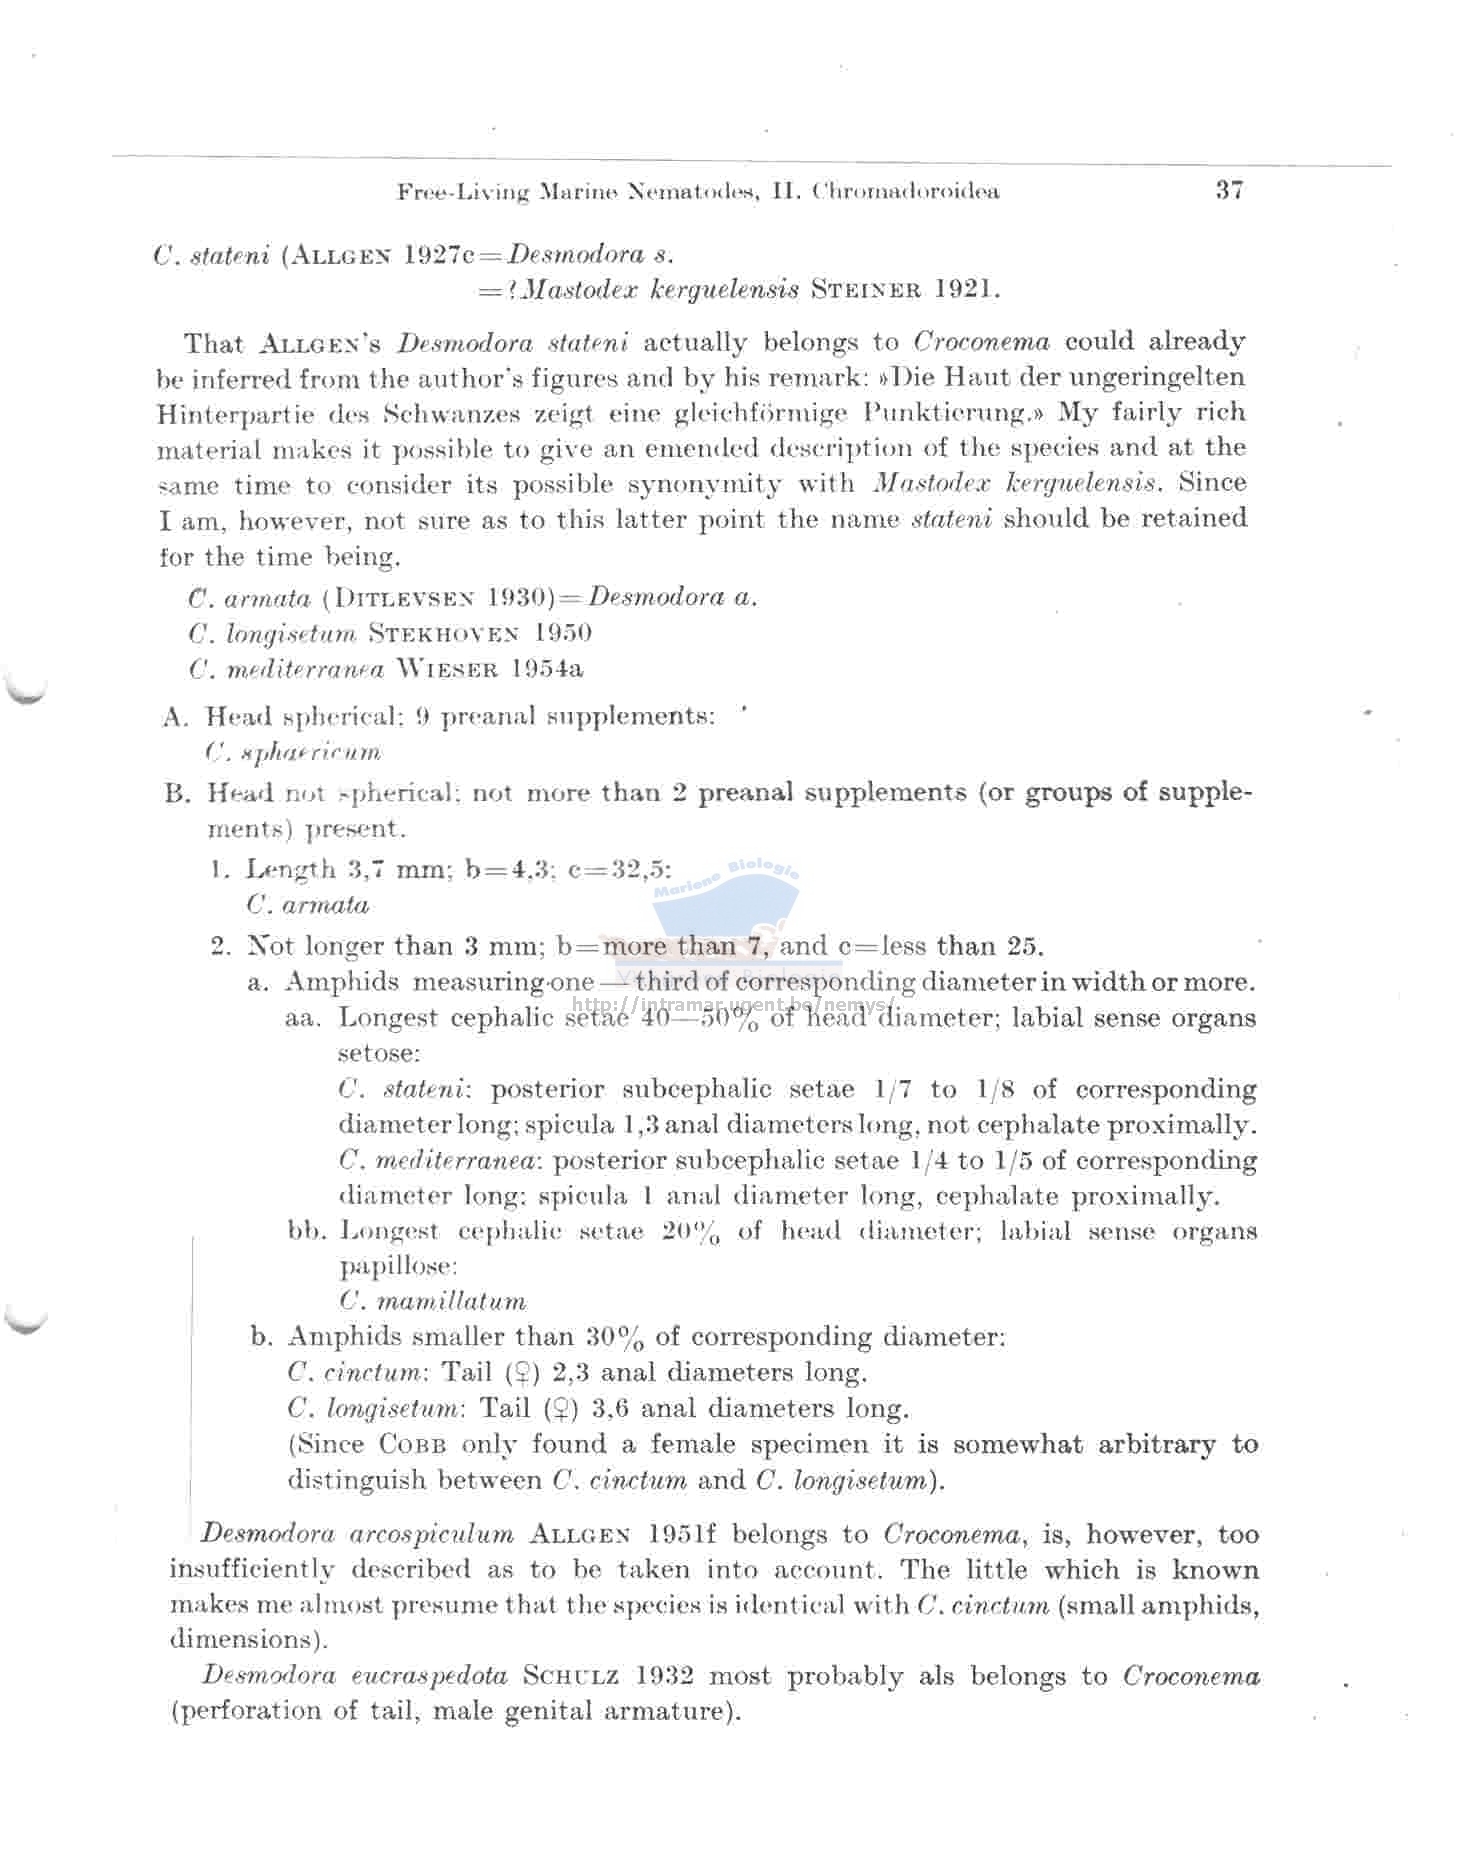 Free-Living Marine Nematodes, II. Chromadoroidea 37
C. stateni (ALLGEN 1927c=Desmodora s.
=?Mastodex kerguelensis STEINER 1921.
That ALLGEN's Desmodora stateni actually belongs to Croconema could already
be inferred from the author's figures and by his remark: »Die Haut der ungeringelten
Hinterpartie des Schwanzes zeigt eine gleichförmige Punktierung.» My fairly rich
material makes it possible to give an emended description of the species and at the
same time to consider its possible synonymity with Mastodex kerguelensis. Since
I am, however, not sure as to this latter point the name stateni should be retained
for the time being.
C. armata (DITLEVSEN 1930)=Desmodora a.
C. longisetum STEKHOVEN 1950
C. mediterranea WIESER 1954a
A. Head spherical; 9 preanal supplements:
C. sphaericum
B. Head not spherical; not more than 2 preanal supplements (or groups of supple-
ments) present.
1. Length 3,7 mm; b=4,3; c=32,5:
C. armata
Mariene Biologie
2. Not longer than 3 mm; b=more than 7, and c=less than 25.
a. Amphids measuring one—third of corresponding diameter in width or more.
http://intramar.ugent.be/nemys/
aa. Longest cephalic setae 40—50% of head diameter; labial sense organs
setose:
C. stateni: posterior subcephalic setae 1/7 to 1/8 of corresponding
diameter long; spicula 1,3 anal diameters long, not cephalate proximally.
C. mediterranea: posterior subcephalic setae 1/4 to 1/5 of corresponding
diameter long; spicula 1 anal diameter long, cephalate proximally.
bb. Longest cephalic setae 20% of head diameter; labial sense organs
papillose:
C. mamillatum
b. Amphids smaller than 30% of corresponding diameter:
C. cinctum: Tail (♀) 2,3 anal diameters long.
C. longisetum: Tail (♀) 3,6 anal diameters long.
(Since COBB only found a female specimen it is somewhat arbitrary to
distinguish between C. cinctum and C. longisetum).
Desmodora arcospiculum ALLGEN 1951f belongs to Croconema, is, however, too
insufficiently described as to be taken into account. The little which is known
makes me almost presume that the species is identical with C. cinctum (small amphids,
dimensions).
Desmodora eucraspedota SCHULZ 1932 most probably als belongs to Croconema
(perforation of tail, male genital armature).